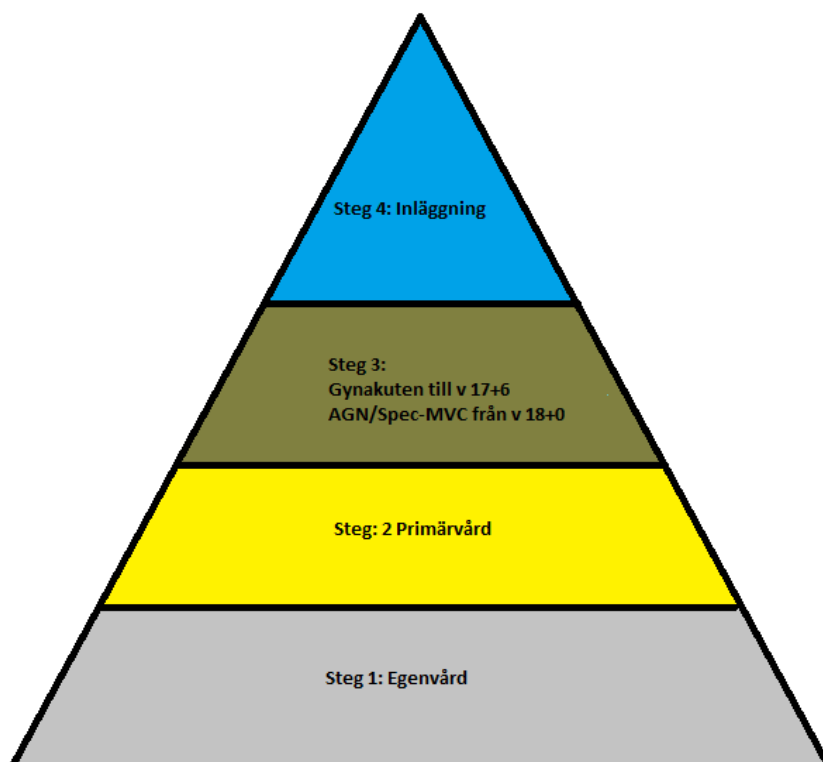 Steg 4: Inläggning
Steg 3:
Gynakuten till v 17+6
AGN/Spec-MVC från v 18+0
Steg: 2 Primärvård
Steg 1: Egenvård